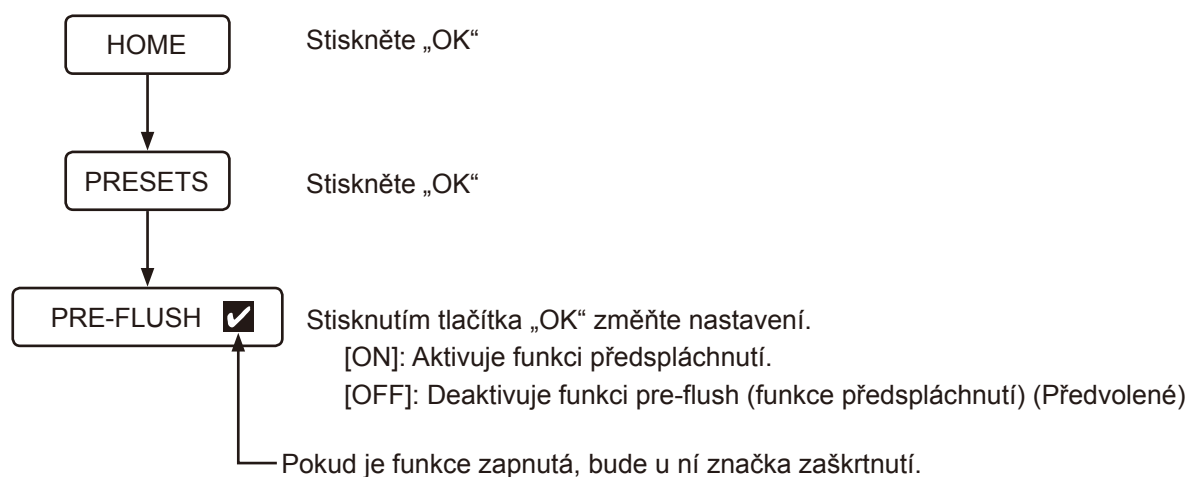 HOME
Stiskněte „OK“
PRESETS
Stiskněte „OK“
PRE-FLUSH ✔
Stisknutím tlačítka „OK“ změňte nastavení.
[ON]: Aktivuje funkci předspláchnutí.
[OFF]: Deaktivuje funkci pre-flush (funkce předspláchnutí) (Předvolené)
Pokud je funkce zapnutá, bude u ní značka zaškrtnutí.